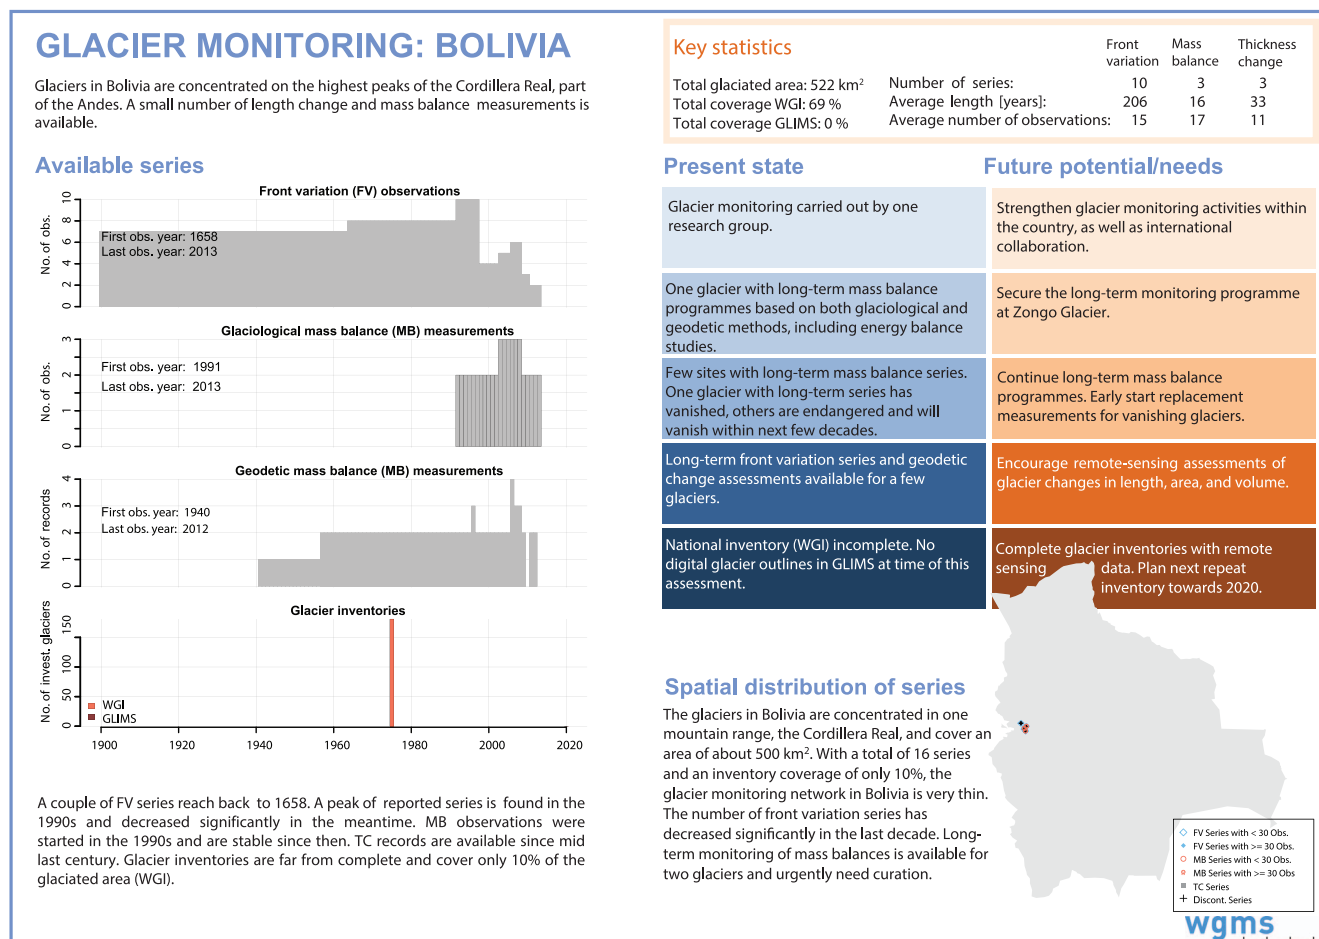 GLACIER MONITORING: BOLIVIA
Glaciers in Bolivia are concentrated on the highest peaks of the Cordillera Real, part
of the Andes. A small number of length change and mass balance measurements is
available.
Key statistics
Total glaciated area: 522 km²
Total coverage WGI: 69 %
Total coverage GLIMS: 0 %
Front variation Mass balance Thickness change
Number of series: 10 3 3
Average length [years]: 206 16 33
Average number of observations: 15 17 11
Available series
Front variation (FV) observations
No. of obs.
0 2 4 6 8 10
First obs. year: 1658
Last obs. year: 2013
Glaciological mass balance (MB) measurements
No. of obs.
0 1 2 3
First obs. year: 1991
Last obs. year: 2013
Geodetic mass balance (MB) measurements
No. of records
0 1 2 3 4
First obs. year: 1940
Last obs. year: 2012
Glacier inventories
No. of invest. glaciers
0 50 100 150
WGI
GLIMS
1900 1920 1940 1960 1980 2000 2020
A couple of FV series reach back to 1658. A peak of reported series is found in the
1990s and decreased significantly in the meantime. MB observations were
started in the 1990s and are stable since then. TC records are available since mid
last century. Glacier inventories are far from complete and cover only 10% of the
glaciated area (WGI).
Present state
Glacier monitoring carried out by one
research group.
One glacier with long-term mass balance
programmes based on both glaciological and
geodetic methods, including energy balance
studies.
Few sites with long-term mass balance series.
One glacier with long-term series has
vanished, others are endangered and will
vanish within next few decades.
Long-term front variation series and geodetic
change assessments available for a few
glaciers.
National inventory (WGI) incomplete. No
digital glacier outlines in GLIMS at time of this
assessment.
Future potential/needs
Strengthen glacier monitoring activities within
the country, as well as international
collaboration.
Secure the long-term monitoring programme
at Zongo Glacier.
Continue long-term mass balance
programmes. Early start replacement
measurements for vanishing glaciers.
Encourage remote-sensing assessments of
glacier changes in length, area, and volume.
Complete glacier inventories with remote
sensing data. Plan next repeat
inventory towards 2020.
Spatial distribution of series
The glaciers in Bolivia are concentrated in one
mountain range, the Cordillera Real, and cover an
area of about 500 km². With a total of 16 series
and an inventory coverage of only 10%, the
glacier monitoring network in Bolivia is very thin.
The number of front variation series has
decreased significantly in the last decade. Long-
term monitoring of mass balances is available for
two glaciers and urgently need curation.
FV Series with < 30 Obs.
FV Series with >= 30 Obs.
MB Series with < 30 Obs.
MB Series with >= 30 Obs
TC Series
Discont. Series
wgms